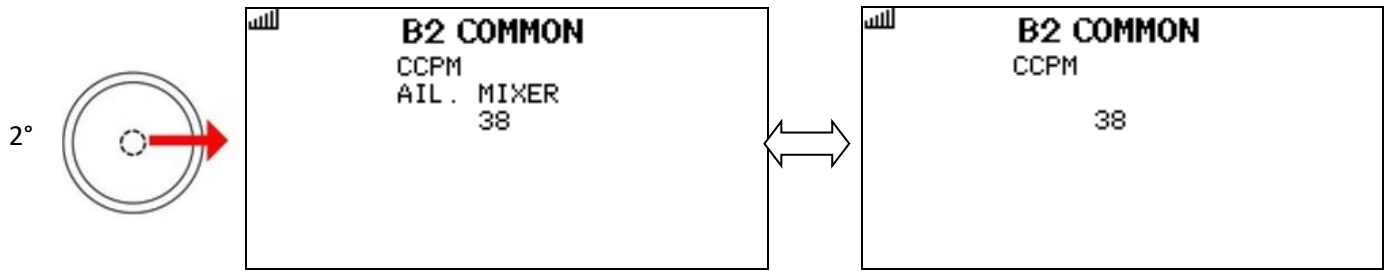 2°
B2 COMMON
CCPM
AIL. MIXER
38
B2 COMMON
CCPM
38